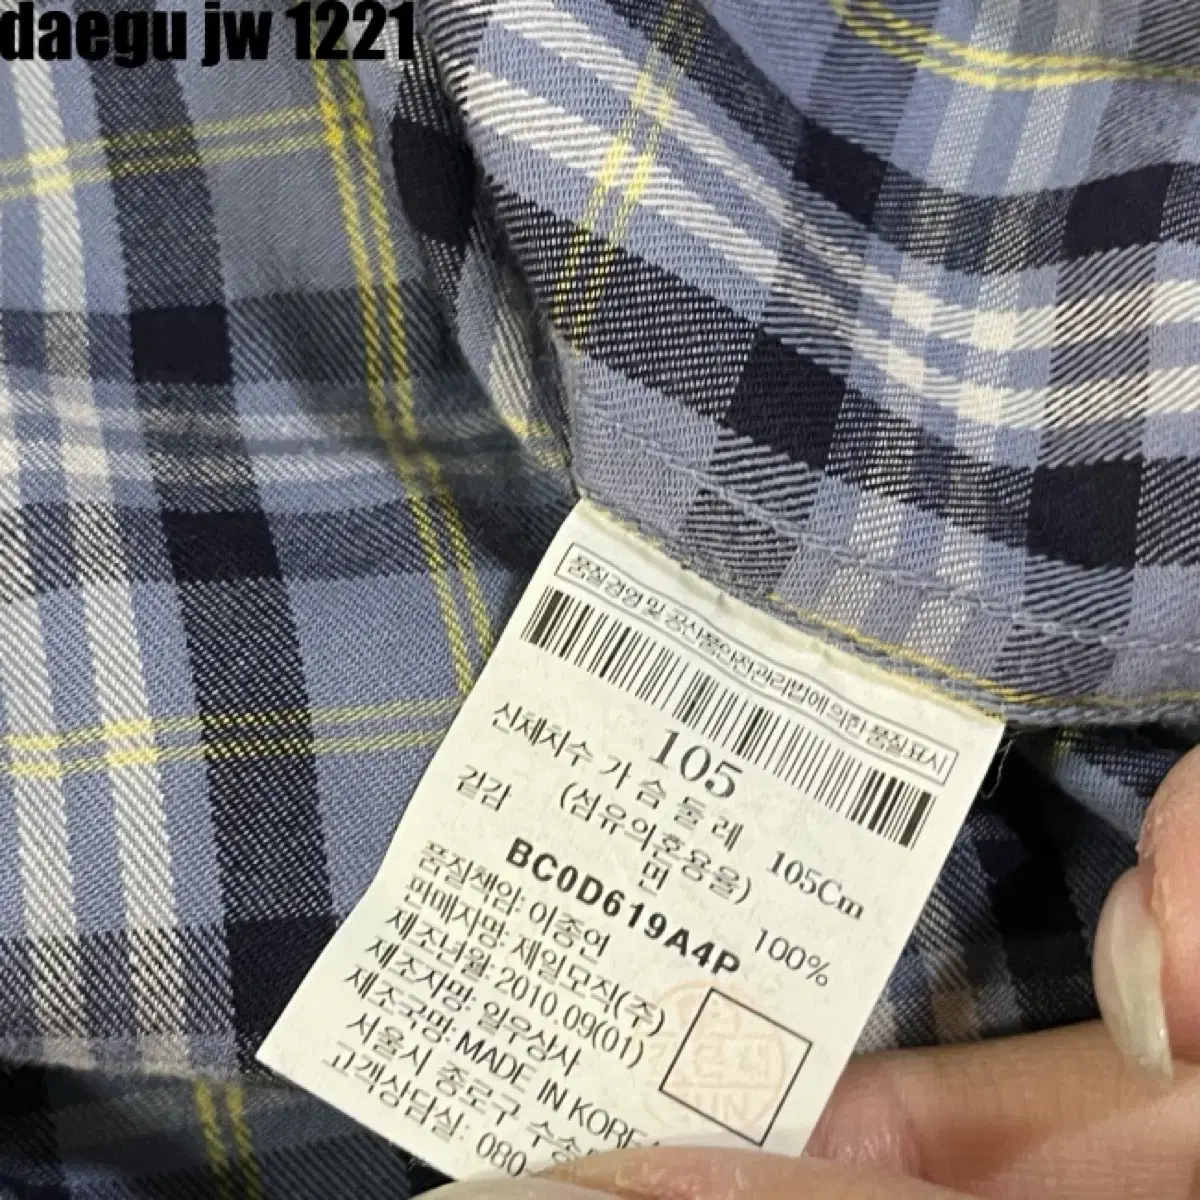 daegu jw 1221
품질경영 및 공산품안전관리법에 의한 품질표시
105
신체치수 가슴둘레 105Cm
(섬유의혼용율)
겉감 면 100%
BC0D619A4P
품질책임: 이종연
판매자명: 제일모직(주)
제조년월: 2010.09(01)
제조자명: 일우상사
제조국명: MADE IN KOREA
서울시 종로구
고객상담실: 080-